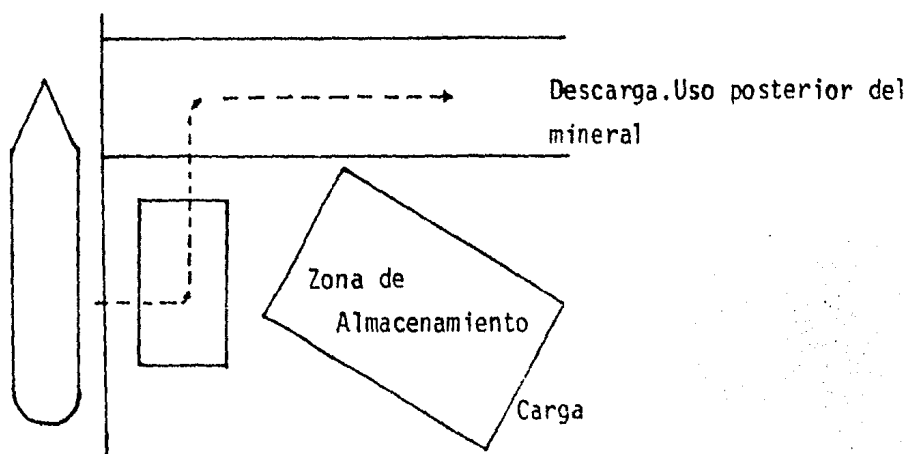 Descarga.Uso posterior del
mineral
Zona de
Almacenamiento
Carga